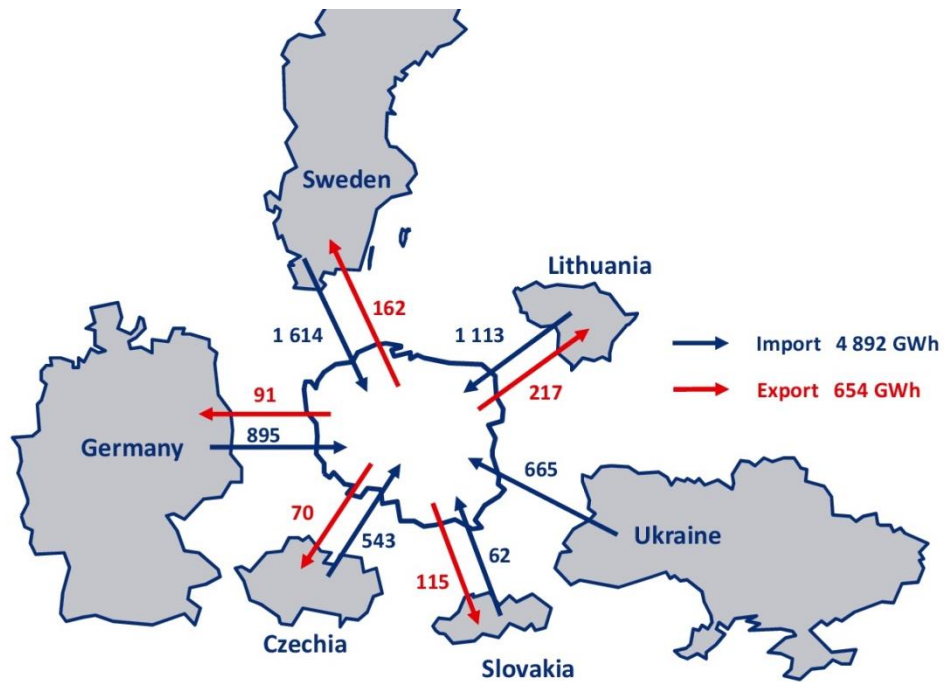 Sweden
Lithuania
162
1 614
1 113
Import 4 892 GWh
217
Export 654 GWh
91
Germany
895
665
Ukraine
70
543
62
115
Czechia
Slovakia